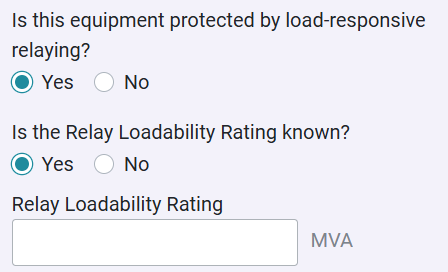 Is this equipment protected by load-responsive
relaying?
Yes No
Is the Relay Loadability Rating known?
Yes No
Relay Loadability Rating
MVA